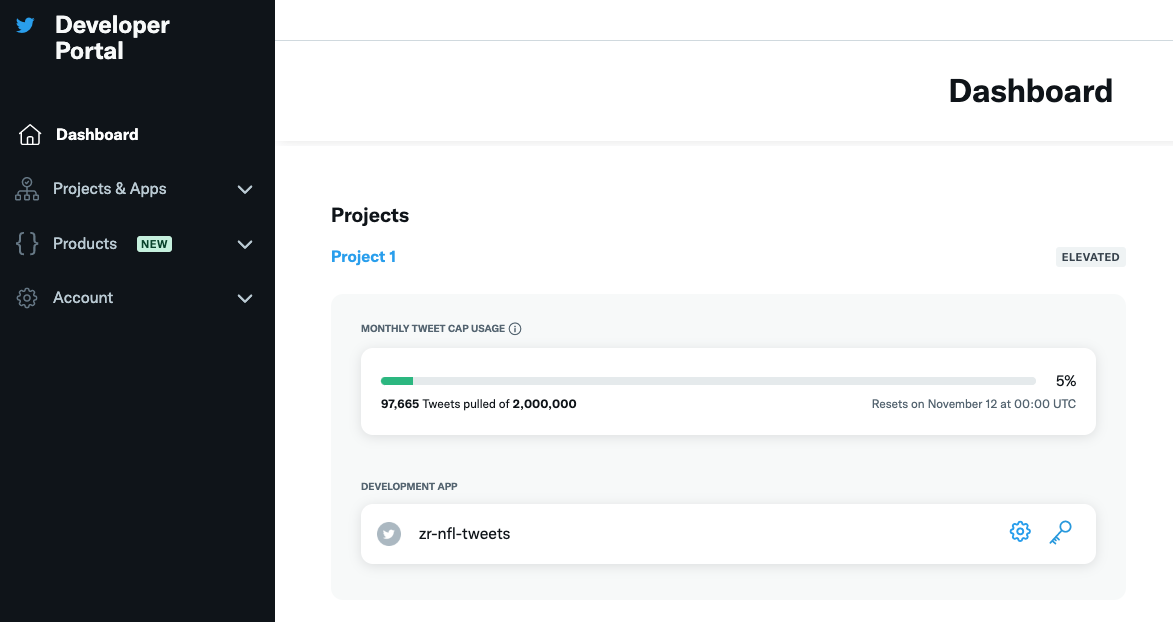 Developer
Portal
Dashboard
Projects & Apps
Products NEW
Account
Dashboard
Projects
Project 1
ELEVATED
MONTHLY TWEET CAP USAGE
5%
97,665 Tweets pulled of 2,000,000
Resets on November 12 at 00:00 UTC
DEVELOPMENT APP
zr-nfl-tweets